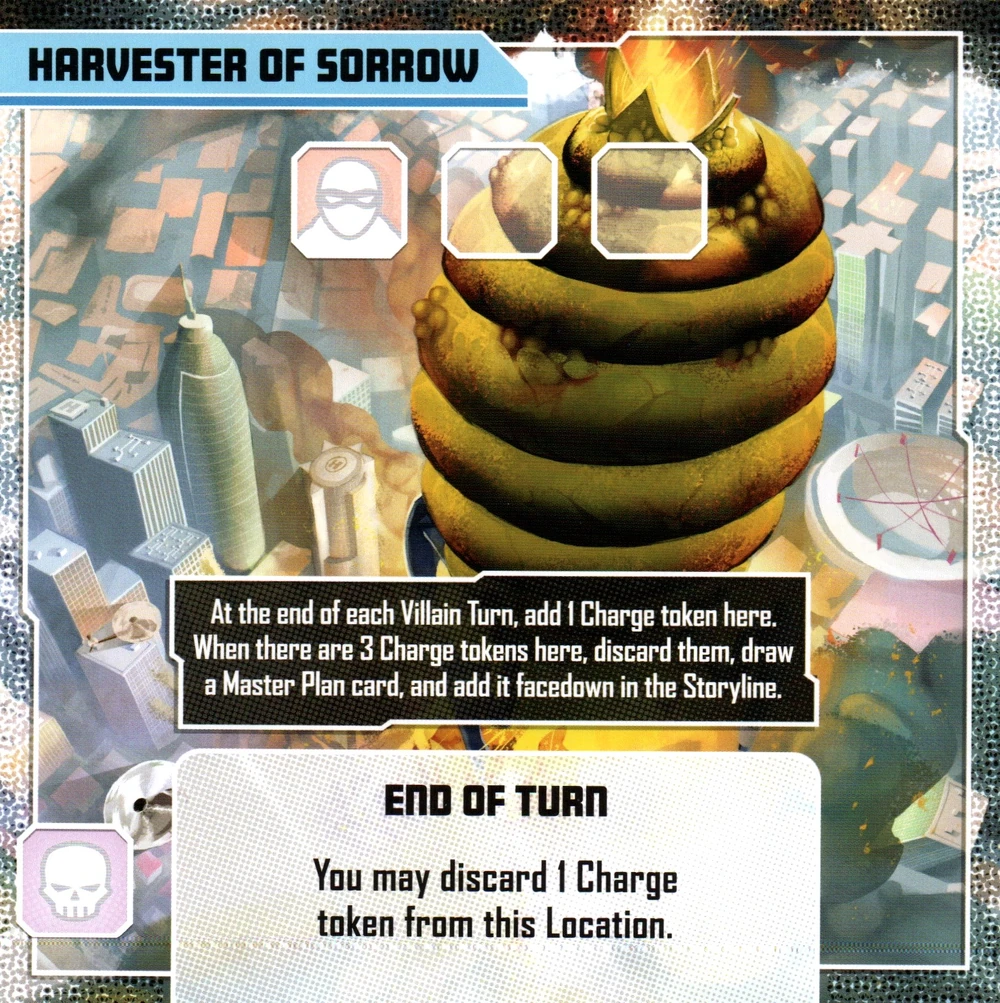 HARVESTER OF SORROW
At the end of each Villain Turn, add 1 Charge token here.
When there are 3 Charge tokens here, discard them, draw
a Master Plan card, and add it facedown in the Storyline.
END OF TURN
You may discard 1 Charge
token from this Location.